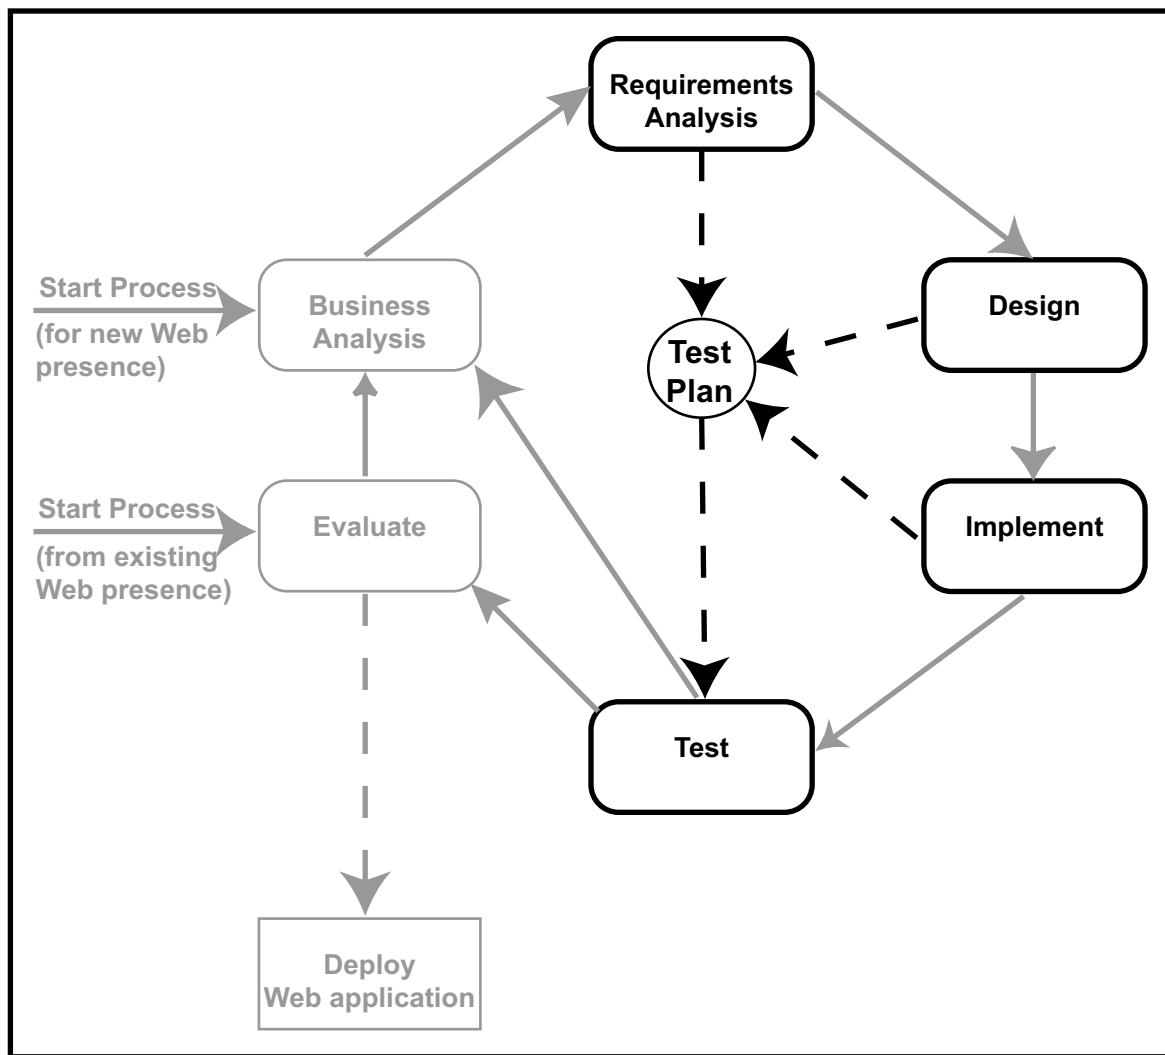 Requirements
Analysis
Start Process
(for new Web
presence)
Business
Analysis
Design
Test
Plan
Start Process
(from existing
Web presence)
Evaluate
Implement
Test
Deploy
Web application